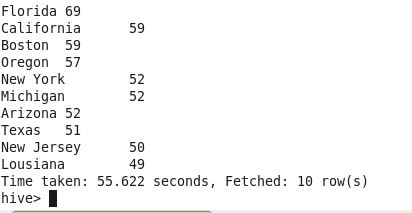 Florida 69
California 59
Boston 59
Oregon 57
New York 52
Michigan 52
Arizona 52
Texas 51
New Jersey 50
Lousiana 49
Time taken: 55.622 seconds, Fetched: 10 row(s)
hive>